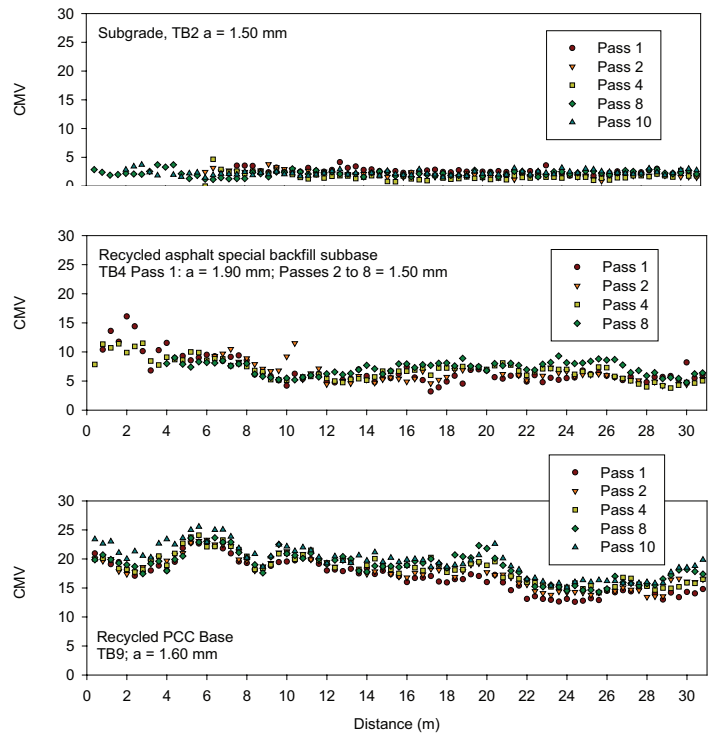 30
Subgrade, TB2 a = 1.50 mm
25
20
15
10
5
0
CMV
Pass 1
Pass 2
Pass 4
Pass 8
Pass 10
30
Recycled asphalt special backfill subbase
TB4 Pass 1: a = 1.90 mm; Passes 2 to 8 = 1.50 mm
25
20
15
10
5
0
CMV
Pass 1
Pass 2
Pass 4
Pass 8
0 2 4 6 8 10 12 14 16 18 20 22 24 26 28 30
30
25
20
15
10
5
0
CMV
Pass 1
Pass 2
Pass 4
Pass 8
Pass 10
Recycled PCC Base
TB9; a = 1.60 mm
0 2 4 6 8 10 12 14 16 18 20 22 24 26 28 30
Distance (m)